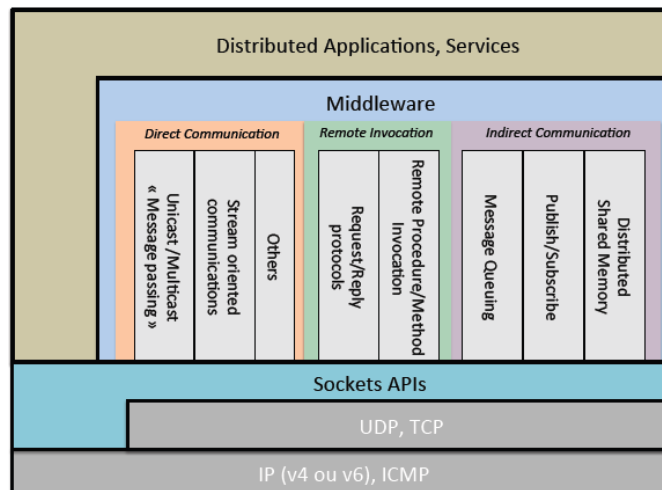 Distributed Applications, Services
Middleware
Direct Communication
Remote Invocation
Indirect Communication
Unicast /Multicast
« Message passing »
Stream oriented
communications
Others
Request/Reply
protocols
Remote Procedure/Method
Invocation
Message Queuing
Publish/Subscribe
Distributed
Shared Memory
Sockets APIs
UDP, TCP
IP (v4 ou v6), ICMP